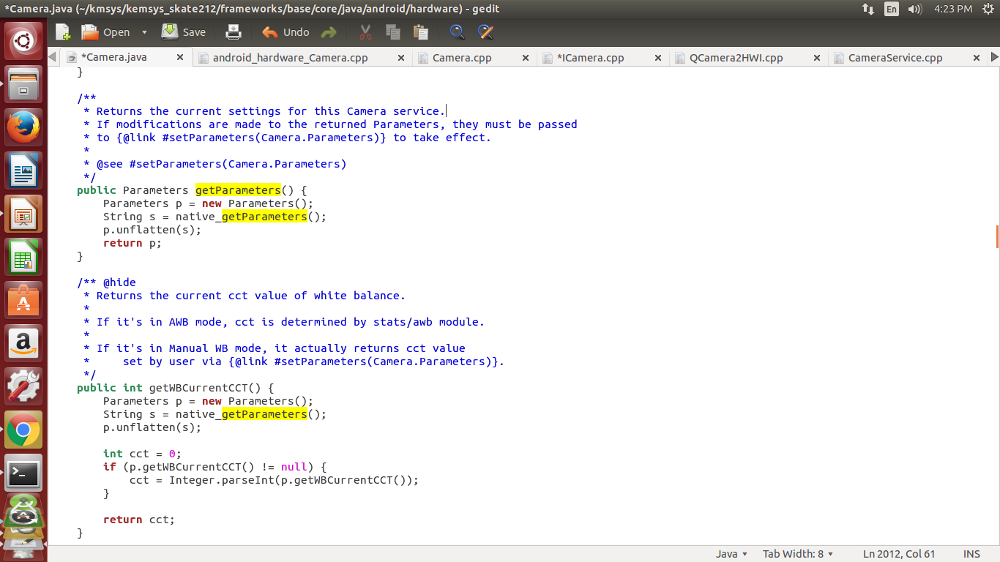 *Camera.java (~/kmsys/kemsys_skate212/frameworks/base/core/java/android/hardware) - gedit
En
4:23 PM
Open
Save
Undo
*Camera.java
android_hardware_Camera.cpp
Camera.cpp
*ICamera.cpp
QCamera2HWI.cpp
CameraService.cpp
}
/**
* Returns the current settings for this Camera service.
* If modifications are made to the returned Parameters, they must be passed
* to {@link #setParameters(Camera.Parameters)} to take effect.
*
* @see #setParameters(Camera.Parameters)
*/
public Parameters getParameters() {
Parameters p = new Parameters();
String s = native_getParameters();
p.unflatten(s);
return p;
}
/** @hide
* Returns the current cct value of white balance.
*
* If it's in AWB mode, cct is determined by stats/awb module.
*
* If it's in Manual WB mode, it actually returns cct value
*     set by user via {@link #setParameters(Camera.Parameters)}.
*/
public int getWBCurrentCCT() {
Parameters p = new Parameters();
String s = native_getParameters();
p.unflatten(s);
int cct = 0;
if (p.getWBCurrentCCT() != null) {
cct = Integer.parseInt(p.getWBCurrentCCT());
}
return cct;
}
Java
Tab Width: 8
Ln 2012, Col 61
INS